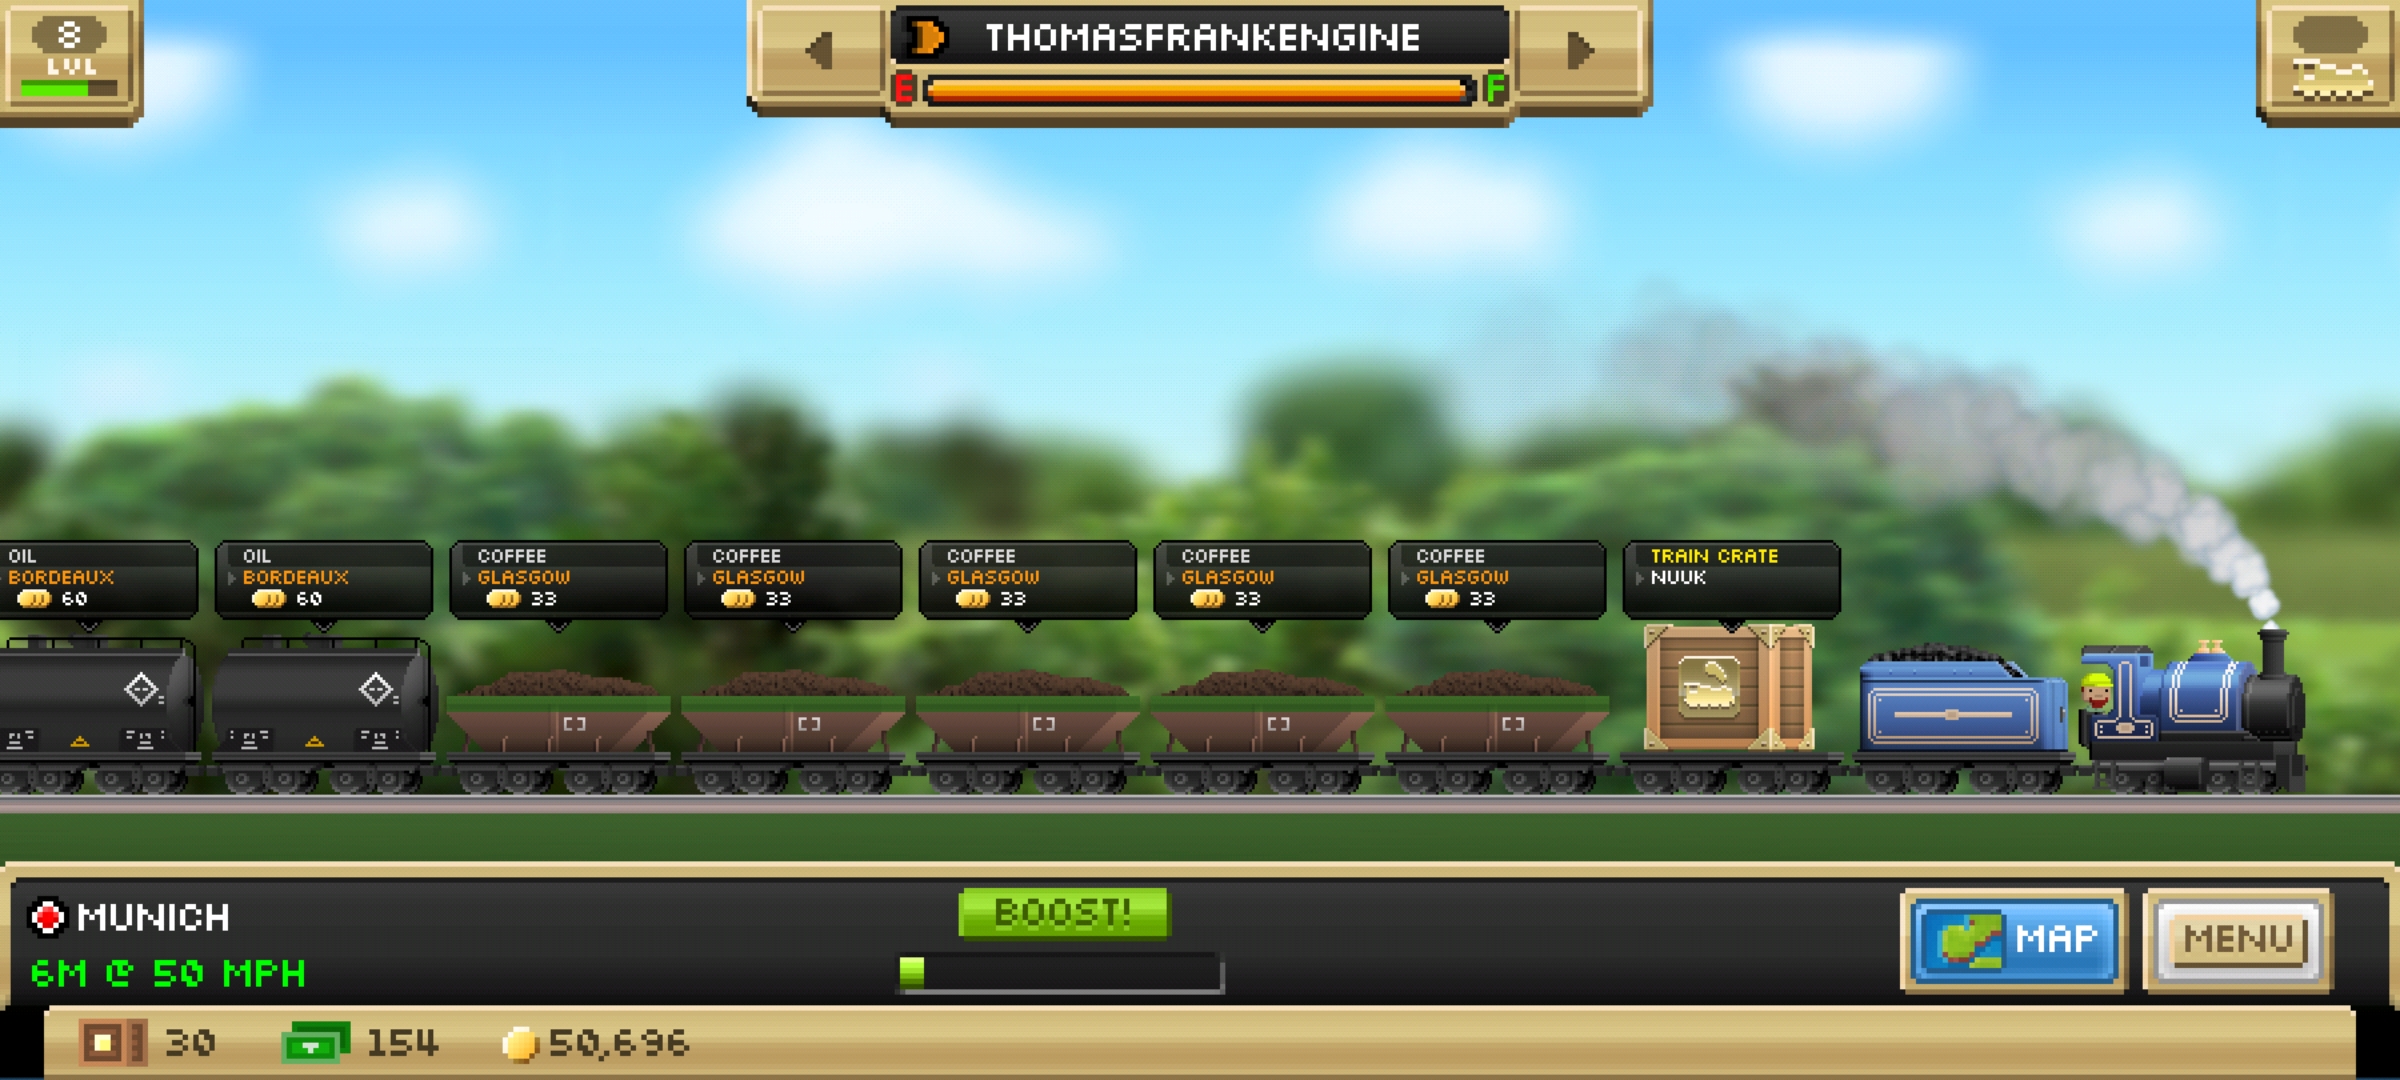 8
LVL
THOMASFRANKENGINE
E F
OIL
BORDEAUX
60
OIL
BORDEAUX
60
COFFEE
GLASGOW
33
COFFEE
GLASGOW
33
COFFEE
GLASGOW
33
COFFEE
GLASGOW
33
COFFEE
GLASGOW
33
TRAIN CRATE
NUUK
MUNICH
6M @ 50 MPH
BOOST!
MAP
MENU
30 154 50,696